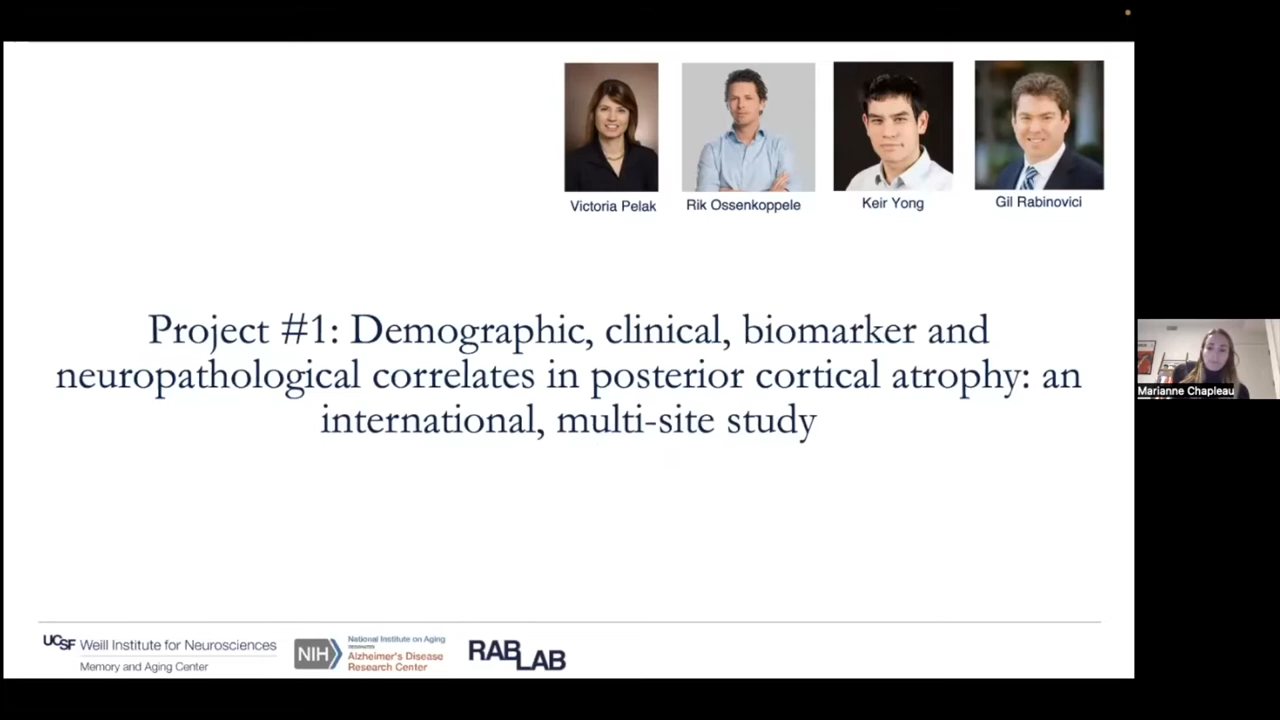 Victoria Pelak
Rik Ossenkoppele
Keir Yong
Gil Rabinovici
Project #1: Demographic, clinical, biomarker and
neuropathological correlates in posterior cortical atrophy: an
international, multi-site study
Marianne Chapleau
UCSF Weill Institute for Neurosciences
Memory and Aging Center
NIH
National Institute on Aging
Alzheimer's Disease
Research Center
RAB LAB